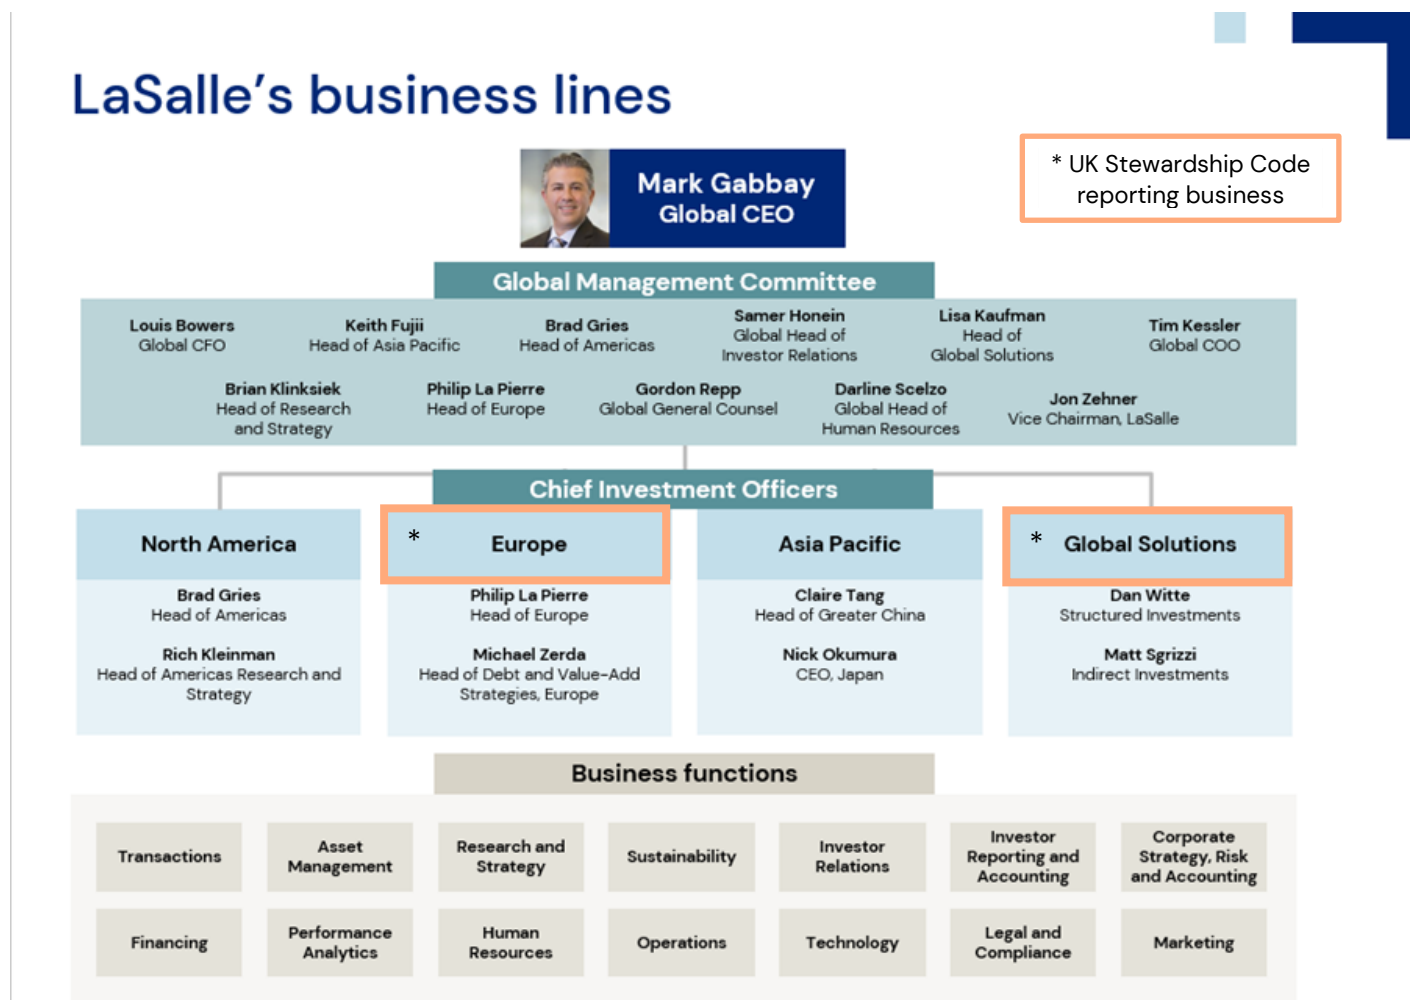 LaSalle's business lines
* UK Stewardship Code
reporting business
Mark Gabbay
Global CEO
Global Management Committee
Louis Bowers
Global CFO
Keith Fujii
Head of Asia Pacific
Brad Gries
Head of Americas
Samer Honein
Global Head of
Investor Relations
Lisa Kaufman
Head of
Global Solutions
Tim Kessler
Global COO
Brian Klinksiek
Head of Research
and Strategy
Philip La Pierre
Head of Europe
Gordon Repp
Global General Counsel
Darline Scelzo
Global Head of
Human Resources
Jon Zehner
Vice Chairman, LaSalle
Chief Investment Officers
North America
Brad Gries
Head of Americas
Rich Kleinman
Head of Americas Research and
Strategy
* Europe
Philip La Pierre
Head of Europe
Michael Zerda
Head of Debt and Value-Add
Strategies, Europe
Asia Pacific
Claire Tang
Head of Greater China
Nick Okumura
CEO, Japan
* Global Solutions
Dan Witte
Structured Investments
Matt Sgrizzi
Indirect Investments
Business functions
Transactions
Asset
Management
Research and
Strategy
Sustainability
Investor
Relations
Investor
Reporting and
Accounting
Corporate
Strategy, Risk
and Accounting
Financing
Performance
Analytics
Human
Resources
Operations
Technology
Legal and
Compliance
Marketing